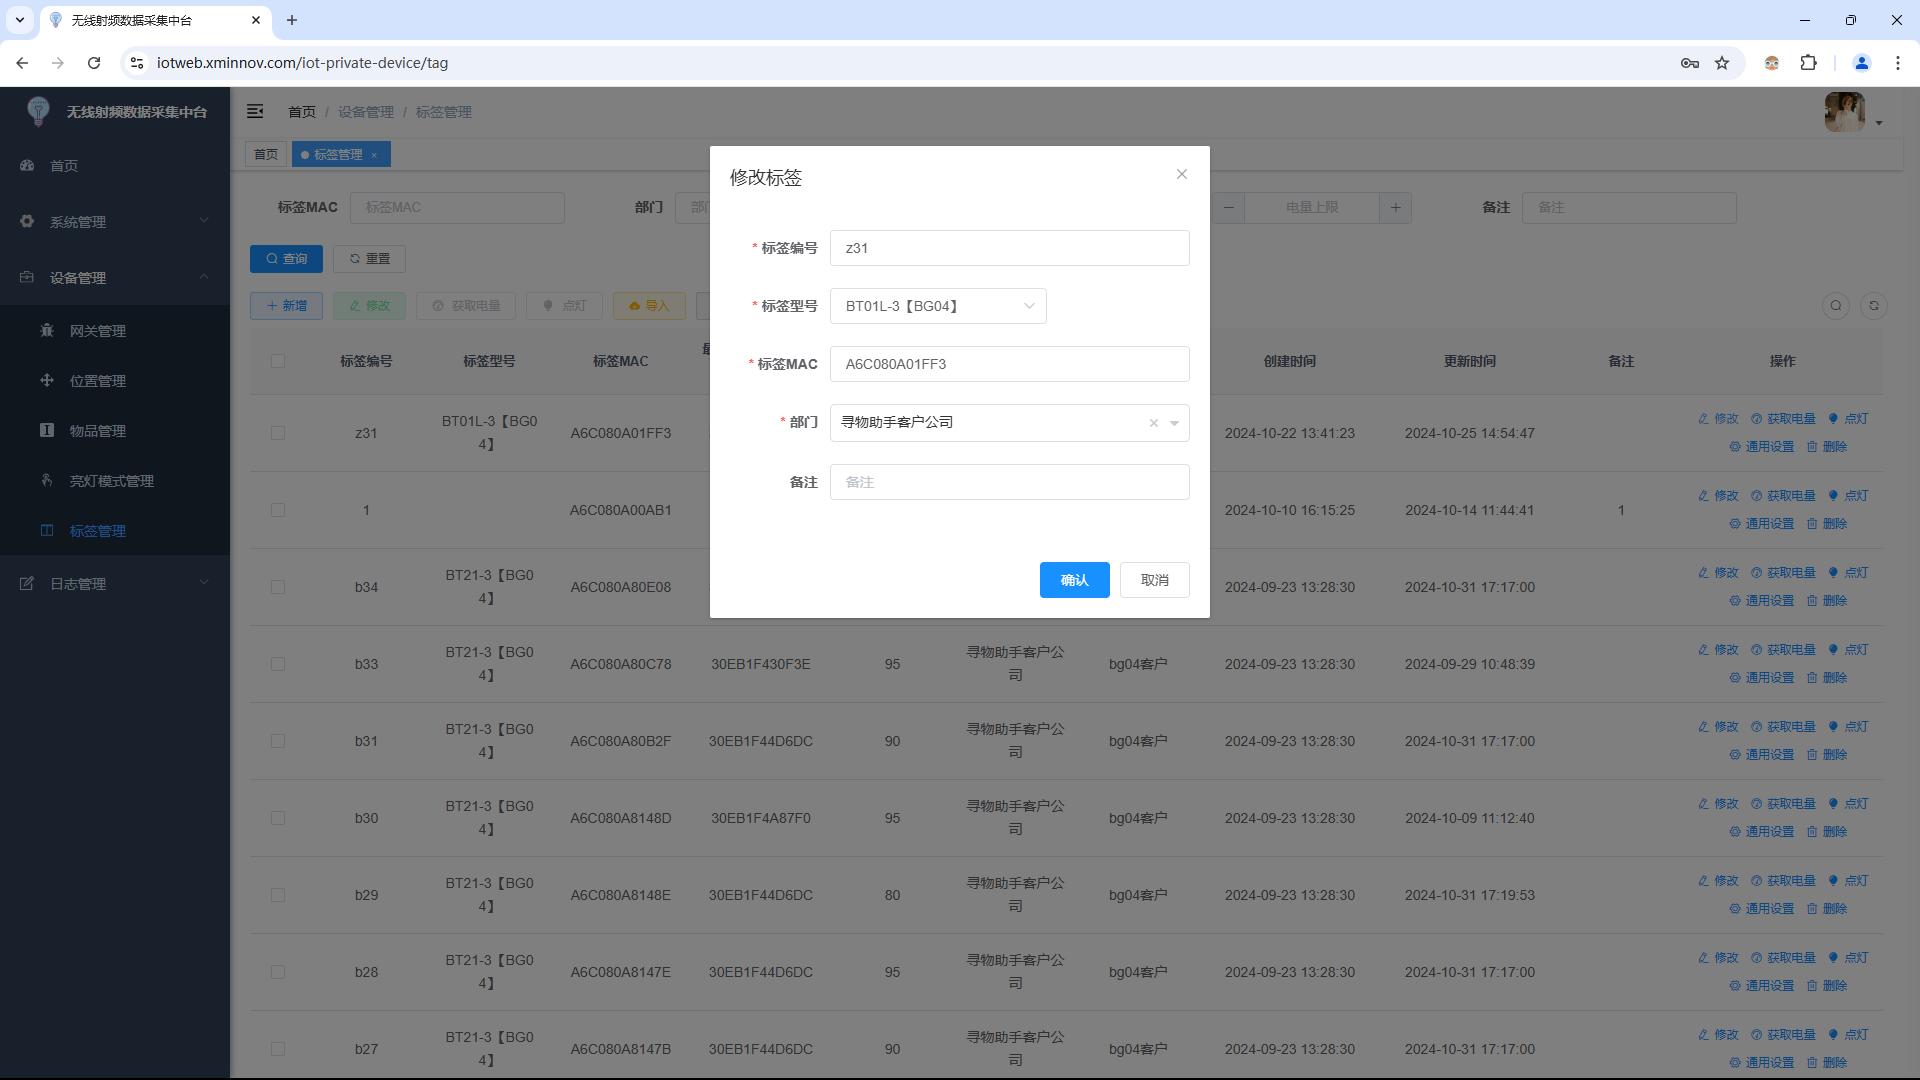 无线射频数据采集中台
iotweb.xminnov.com/iot-private-device/tag
无线射频数据采集中台
首页 / 设备管理 / 标签管理
首页
系统管理
设备管理
网关管理
位置管理
物品管理
亮灯模式管理
标签管理
日志管理
首页 标签管理
标签MAC 标签MAC 部门 电量上限 备注 备注
查询 重置
新增 修改 获取电量 点灯 导入
修改标签
* 标签编号 z31
* 标签型号 BT01L-3【BG04】
* 标签MAC A6C080A01FF3
* 部门 寻物助手客户公司
备注 备注
确认 取消
标签编号 标签型号 标签MAC 创建时间 更新时间 备注 操作
z31 BT01L-3【BG0
4】 A6C080A01FF3 2024-10-22 13:41:23 2024-10-25 14:54:47 修改 获取电量 点灯
通用设置 删除
1 A6C080A00AB1 2024-10-10 16:15:25 2024-10-14 11:44:41 1 修改 获取电量 点灯
通用设置 删除
b34 BT21-3【BG0
4】 A6C080A80E08 2024-09-23 13:28:30 2024-10-31 17:17:00 修改 获取电量 点灯
通用设置 删除
b33 BT21-3【BG0
4】 A6C080A80C78 30EB1F430F3E 95 寻物助手客户公
司 bg04客户 2024-09-23 13:28:30 2024-09-29 10:48:39 修改 获取电量 点灯
通用设置 删除
b31 BT21-3【BG0
4】 A6C080A80B2F 30EB1F44D6DC 90 寻物助手客户公
司 bg04客户 2024-09-23 13:28:30 2024-10-31 17:17:00 修改 获取电量 点灯
通用设置 删除
b30 BT21-3【BG0
4】 A6C080A8148D 30EB1F4A87F0 95 寻物助手客户公
司 bg04客户 2024-09-23 13:28:30 2024-10-09 11:12:40 修改 获取电量 点灯
通用设置 删除
b29 BT21-3【BG0
4】 A6C080A8148E 30EB1F44D6DC 80 寻物助手客户公
司 bg04客户 2024-09-23 13:28:30 2024-10-31 17:19:53 修改 获取电量 点灯
通用设置 删除
b28 BT21-3【BG0
4】 A6C080A8147E 30EB1F44D6DC 95 寻物助手客户公
司 bg04客户 2024-09-23 13:28:30 2024-10-31 17:17:00 修改 获取电量 点灯
通用设置 删除
b27 BT21-3【BG0
4】 A6C080A8147B 30EB1F44D6DC 90 寻物助手客户公
司 bg04客户 2024-09-23 13:28:30 2024-10-31 17:17:00 修改 获取电量 点灯
通用设置 删除